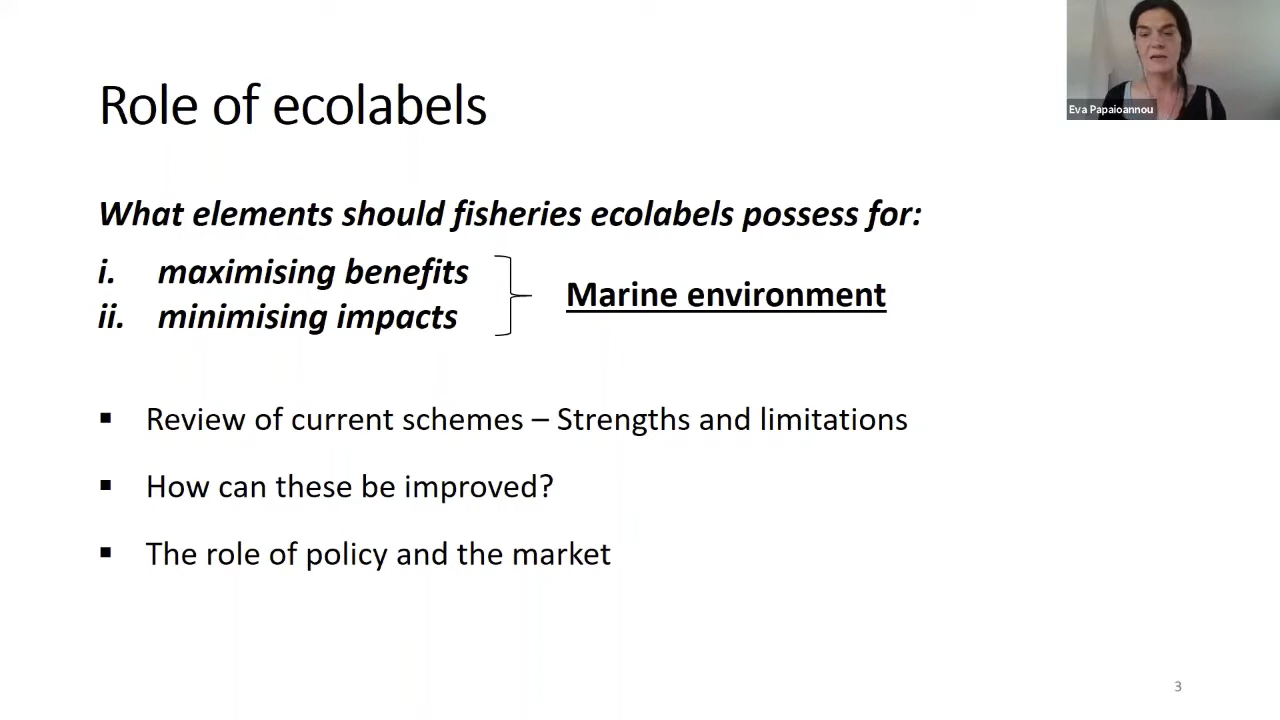 Role of ecolabels
Eva Papaioannou
What elements should fisheries ecolabels possess for:
i. maximising benefits
ii. minimising impacts
Marine environment
▪ Review of current schemes – Strengths and limitations
▪ How can these be improved?
▪ The role of policy and the market
3